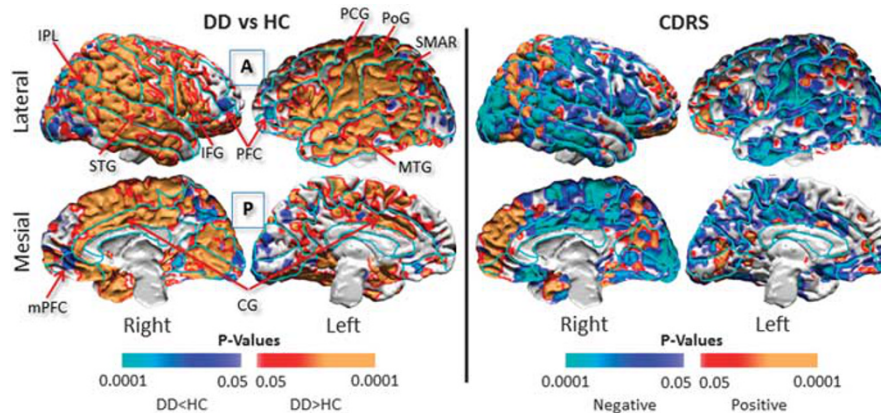 DD vs HC
CDRS
IPL
PCG
PoG
SMAR
A
Lateral
STG
IFG
PFC
MTG
P
Mesial
mPFC
CG
Right
Left
Right
Left
P-Values
P-Values
0.0001
0.05
0.05
0.0001
0.0001
0.05
0.05
0.0001
DD<HC
DD>HC
Negative
Positive